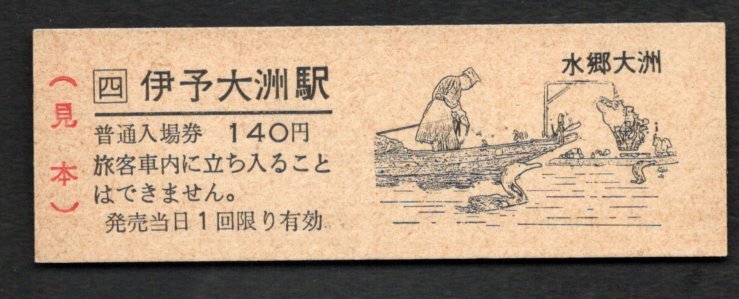 （見本）
四 伊予大洲駅
普通入場券 140円
旅客車内に立ち入ること
はできません。
発売当日1回限り有効
水郷大洲